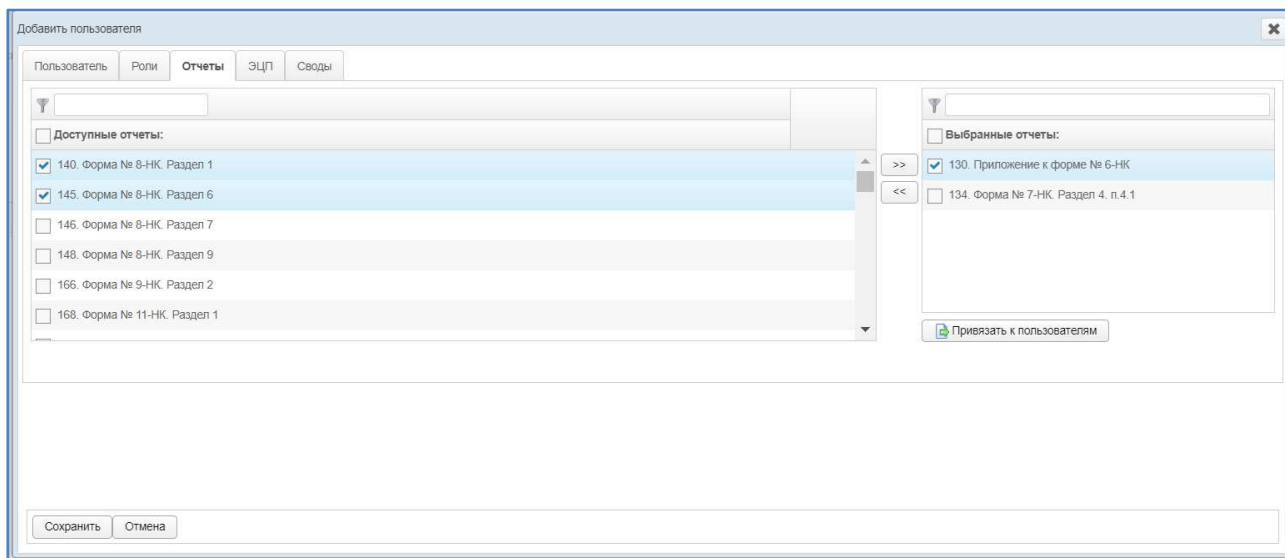 Добавить пользователя
Пользователь Роли Отчеты ЭЦП Своды
Доступные отчеты:
140. Форма № 8-НК. Раздел 1
145. Форма № 8-НК. Раздел 6
146. Форма № 8-НК. Раздел 7
148. Форма № 8-НК. Раздел 9
166. Форма № 9-НК. Раздел 2
168. Форма № 11-НК. Раздел 1
>>
<<
Выбранные отчеты:
130. Приложение к форме № 6-НК
134. Форма № 7-НК. Раздел 4. п.4.1
Привязать к пользователям
Сохранить Отмена